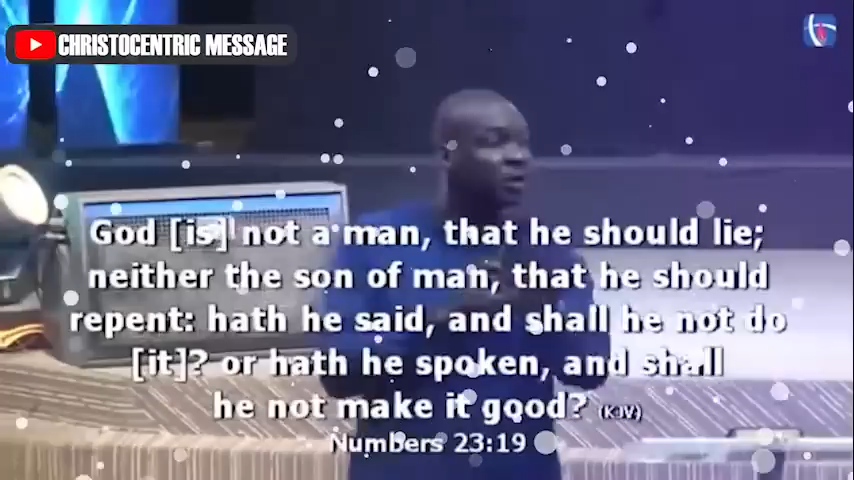 CHRISTOCENTRIC MESSAGE
God [is] not a man, that he should lie;
neither the son of man, that he should
repent: hath he said, and shall he not do
[it]? or hath he spoken, and shall
he not make it good? (KJV)
Numbers 23:19